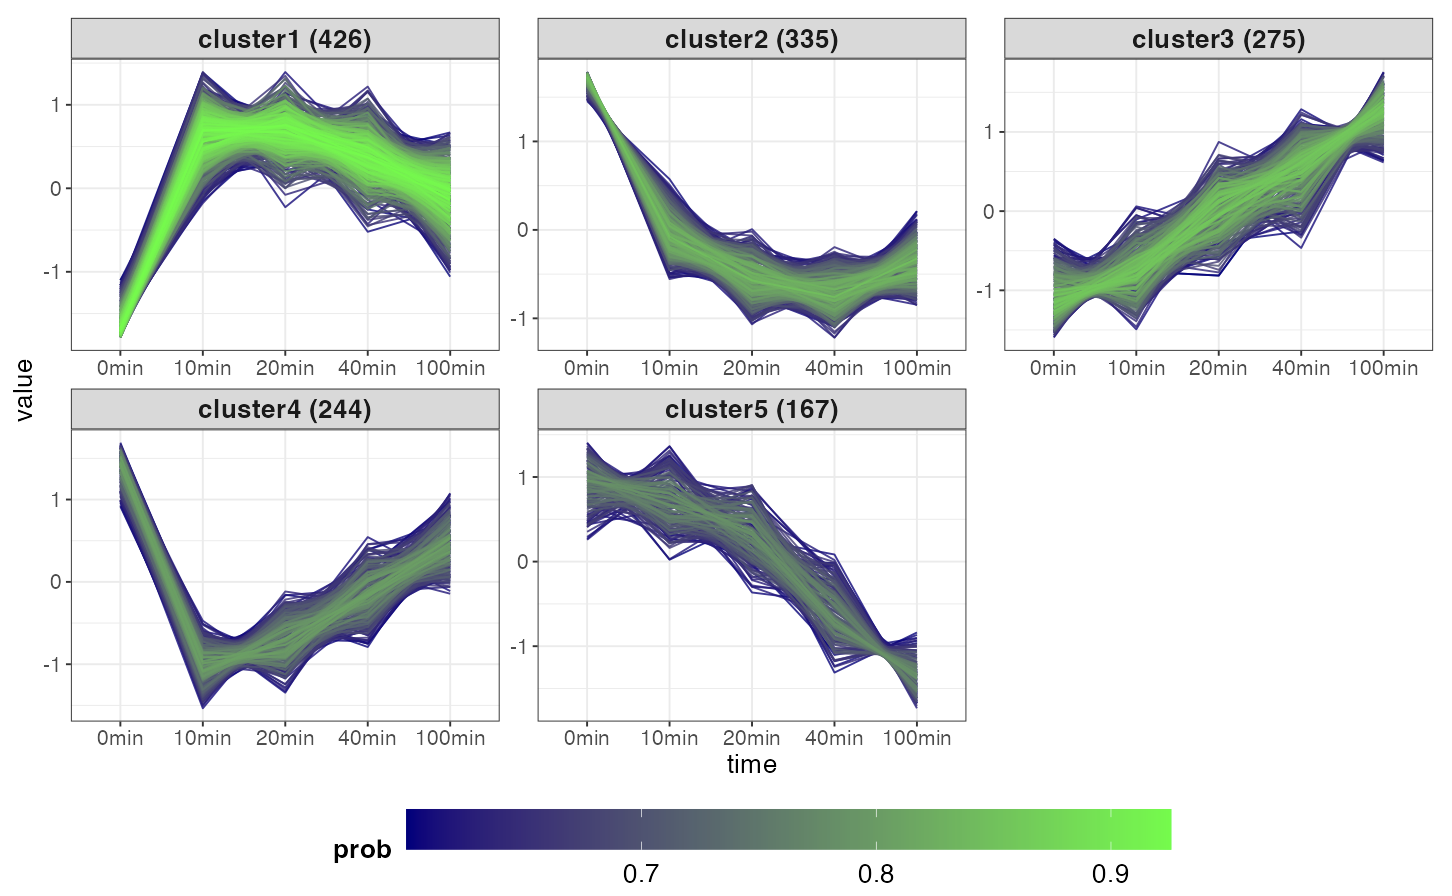 cluster1 (426)
cluster2 (335)
cluster3 (275)
1
0
-1
1
0
-1
1
0
-1
0min 10min 20min 40min 100min
0min 10min 20min 40min 100min
0min 10min 20min 40min 100min
value
cluster4 (244)
cluster5 (167)
1
0
-1
1
0
-1
0min 10min 20min 40min 100min
0min 10min 20min 40min 100min
time
prob
0.7 0.8 0.9